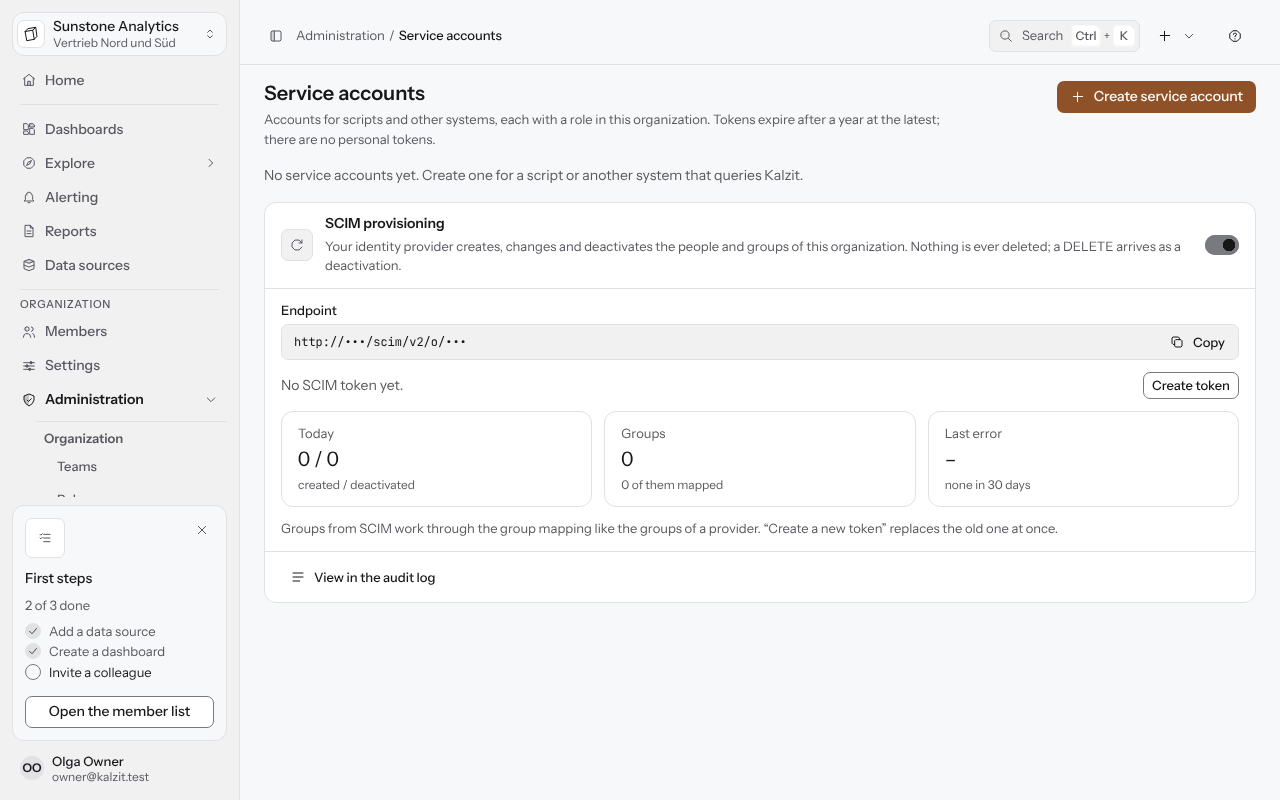 Sunstone Analytics
Vertrieb Nord und Süd
Home
Dashboards
Explore
Alerting
Reports
Data sources
ORGANIZATION
Members
Settings
Administration
Organization
Teams
First steps
2 of 3 done
Add a data source
Create a dashboard
Invite a colleague
Open the member list
OO
Olga Owner
owner@kalzit.test
Administration / Service accounts
Search Ctrl + K
Service accounts
Create service account
Accounts for scripts and other systems, each with a role in this organization. Tokens expire after a year at the latest;
there are no personal tokens.
No service accounts yet. Create one for a script or another system that queries Kalzit.
SCIM provisioning
Your identity provider creates, changes and deactivates the people and groups of this organization. Nothing is ever deleted; a DELETE arrives as a
deactivation.
Endpoint
http://•••/scim/v2/o/•••
Copy
No SCIM token yet.
Create token
Today
0 / 0
created / deactivated
Groups
0
0 of them mapped
Last error
–
none in 30 days
Groups from SCIM work through the group mapping like the groups of a provider. “Create a new token” replaces the old one at once.
View in the audit log